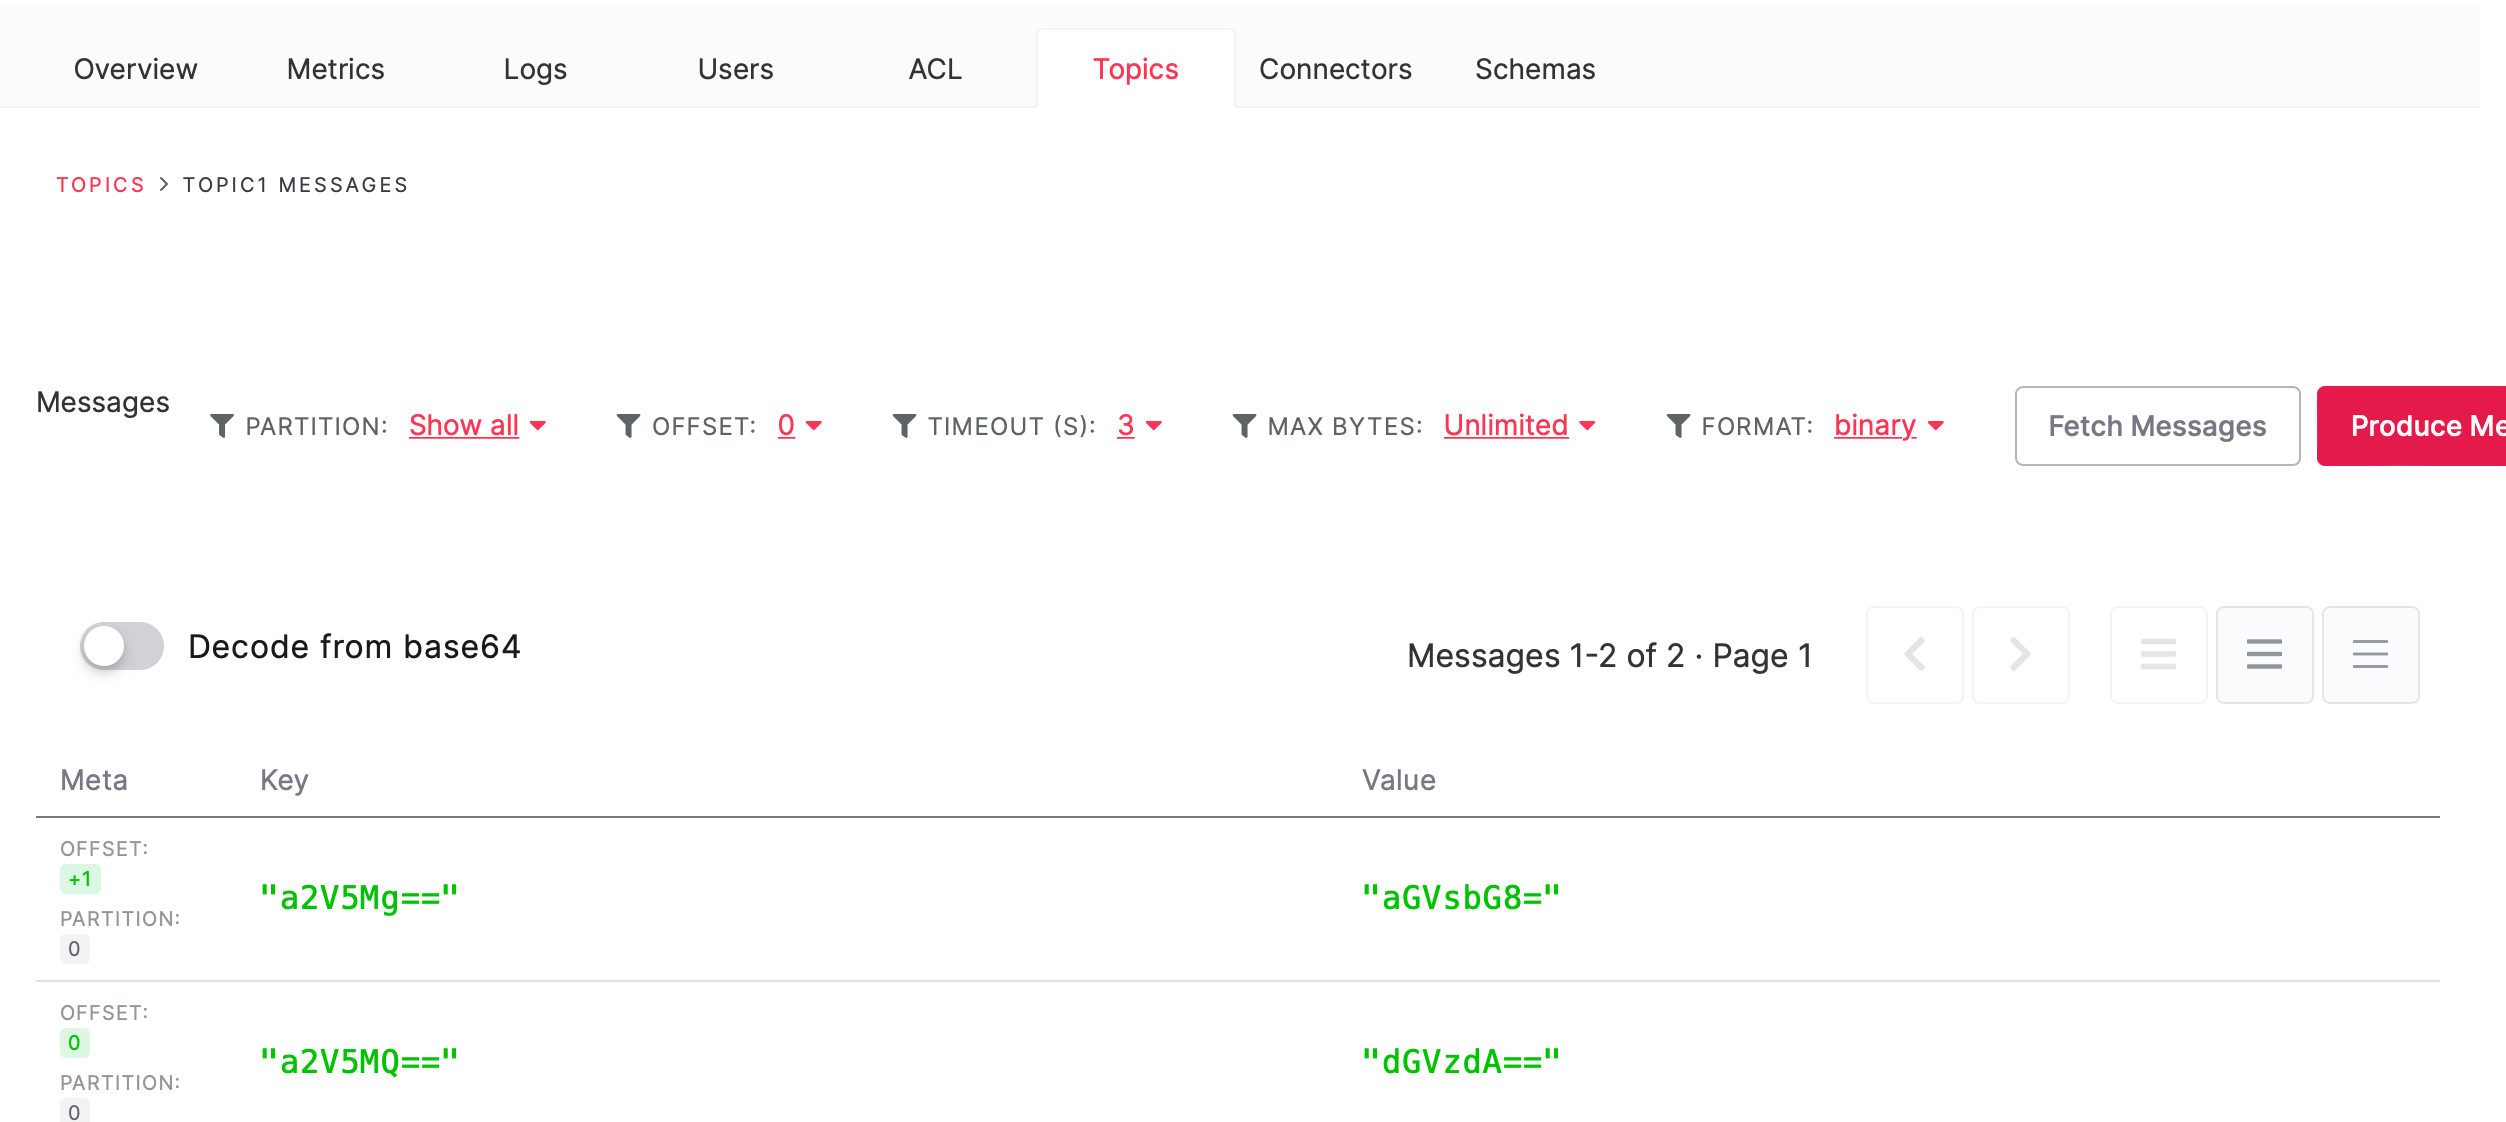 Overview Metrics Logs Users ACL Topics Connectors Schemas
TOPICS > TOPIC1 MESSAGES
Messages PARTITION: Show all OFFSET: 0 TIMEOUT (S): 3 MAX BYTES: Unlimited FORMAT: binary Fetch Messages Produce Me
Decode from base64 Messages 1-2 of 2 · Page 1
Meta Key Value
OFFSET:
+1
"a2V5Mg==" "aGVsbG8="
PARTITION:
0
OFFSET:
0
"a2V5MQ==" "dGVzdA=="
PARTITION:
0